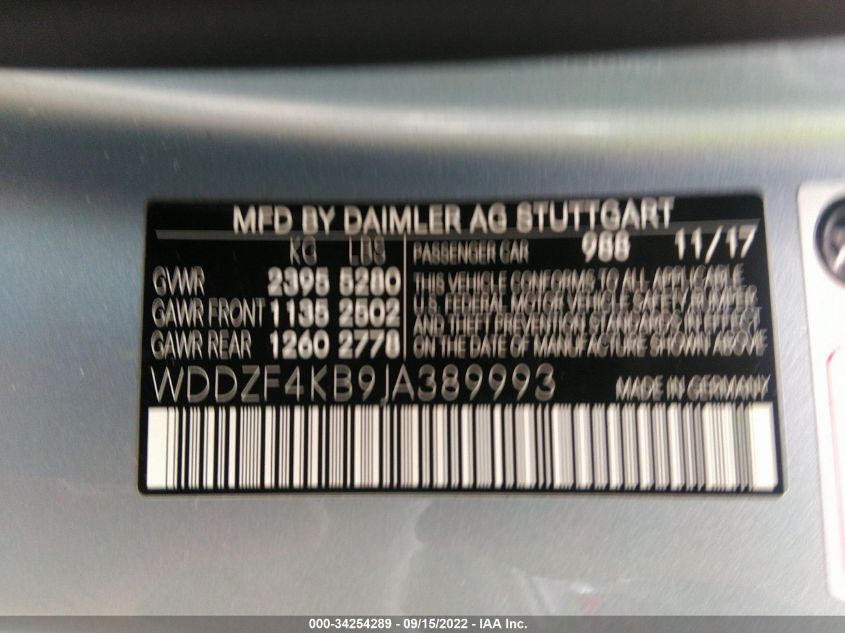 MFD BY DAIMLER AG STUTTGART
KG LBS PASSENGER CAR 988 11/17
GVWR 2395 5280 THIS VEHICLE CONFORMS TO ALL APPLICABLE
GAWR FRONT 1135 2502 U.S. FEDERAL MOTOR VEHICLE SAFETY/BUMPER
AND THEFT PREVENTION STANDARDS IN EFFECT
GAWR REAR 1260 2778 ON THE DATE OF MANUFACTURE SHOWN ABOVE
WDDZF4KB9JA389993 MADE IN GERMANY
000-34254289 - 09/15/2022 - IAA Inc.